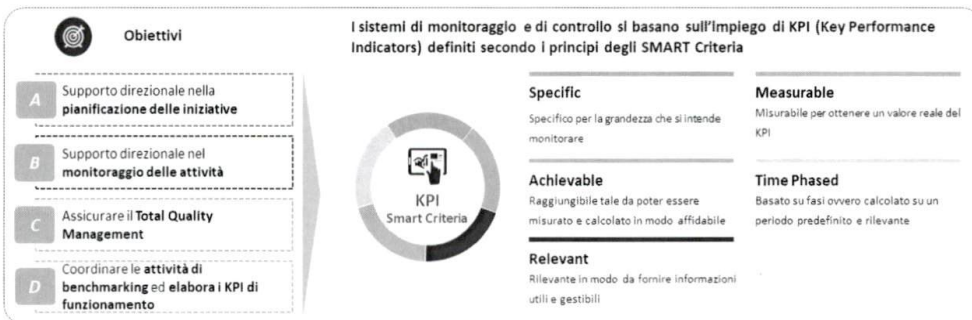 Obiettivi
I sistemi di monitoraggio e di controllo si basano sull'Impiego di KPI (Key Performance
Indicators) definiti secondo i principi degli SMART Criteria
A
Supporto direzionale nella
pianificazione delle iniziative
B
Supporto direzionale nel
monitoraggio delle attività
C
Assicurare il Total Quality
Management
D
Coordinare le attività di
benchmarking ed elabora i KPI di
funzionamento
KPI
Smart Criteria
Specific
Specifico per la grandezza che si intende
monitorare
Measurable
Misurabile per ottenere un valore reale del
KPI
Achievable
Raggiungibile tale da poter essere
misurato e calcolato in modo affidabile
Time Phased
Basato su fasi ovvero calcolato su un
periodo predefinito e rilevante
Relevant
Rilevante in modo da fornire informazioni
utili e gestibili